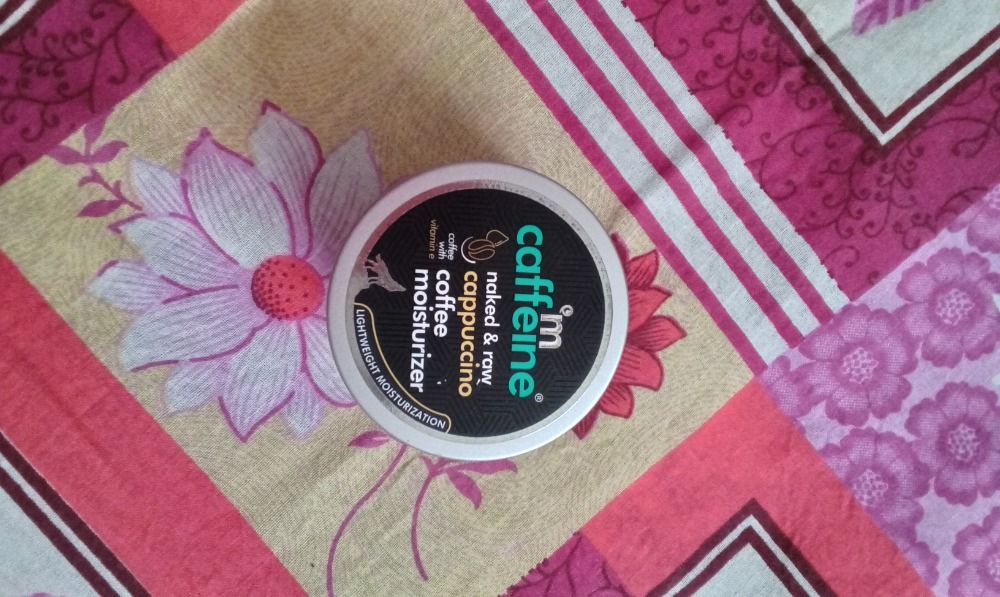 m
caffeine®
naked & raw
cappuccino
coffee
moisturizer
coffee
with
vitamin e
LIGHTWEIGHT MOISTURIZATION